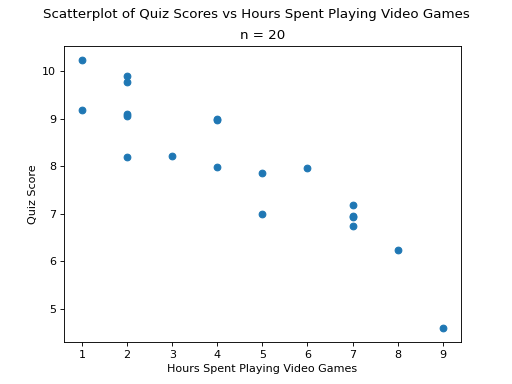 Scatterplot of Quiz Scores vs Hours Spent Playing Video Games
n = 20
Quiz Score
10
9
8
7
6
5
1 2 3 4 5 6 7 8 9
Hours Spent Playing Video Games